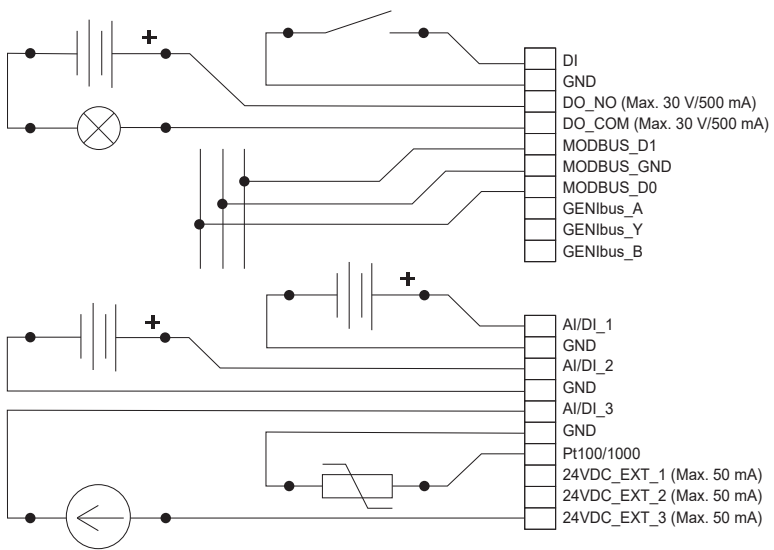 +
DI
GND
DO_NO (Max. 30 V/500 mA)
DO_COM (Max. 30 V/500 mA)
MODBUS_D1
MODBUS_GND
MODBUS_D0
GENIbus_A
GENIbus_Y
GENIbus_B
+
+
AI/DI_1
GND
AI/DI_2
GND
AI/DI_3
GND
Pt100/1000
24VDC_EXT_1 (Max. 50 mA)
24VDC_EXT_2 (Max. 50 mA)
24VDC_EXT_3 (Max. 50 mA)